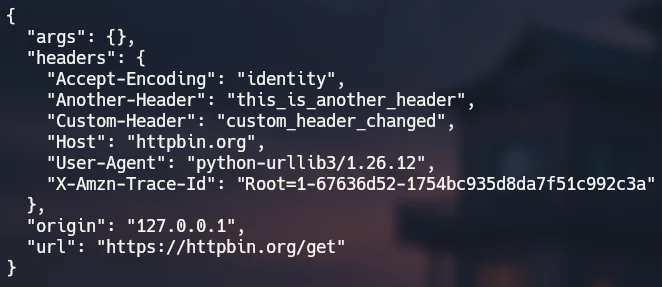 {
  "args": {},
  "headers": {
    "Accept-Encoding": "identity",
    "Another-Header": "this_is_another_header",
    "Custom-Header": "custom_header_changed",
    "Host": "httpbin.org",
    "User-Agent": "python-urllib3/1.26.12",
    "X-Amzn-Trace-Id": "Root=1-67636d52-1754bc935d8da7f51c992c3a"
  },
  "origin": "127.0.0.1",
  "url": "https://httpbin.org/get"
}